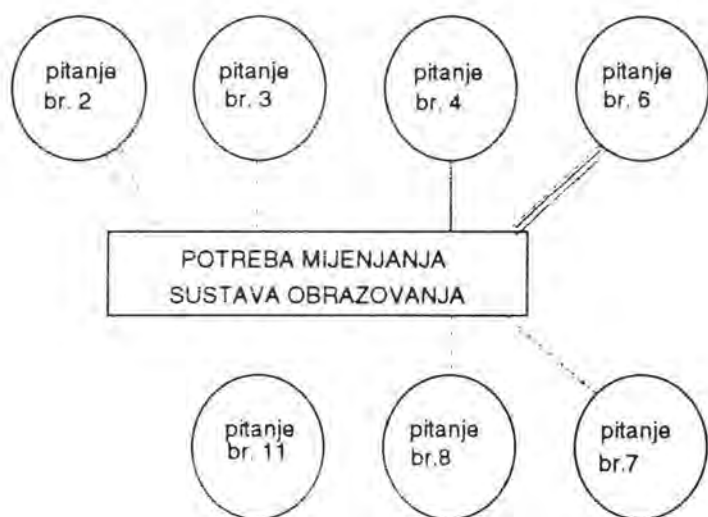 pitanje
br. 2
pitanje
br. 3
pitanje
br. 4
pitanje
br. 6
POTREBA MIJENJANJA
SUSTAVA OBRAZOVANJA
pitanje
br. 11
pitanje
br.8
pitanje
br.7